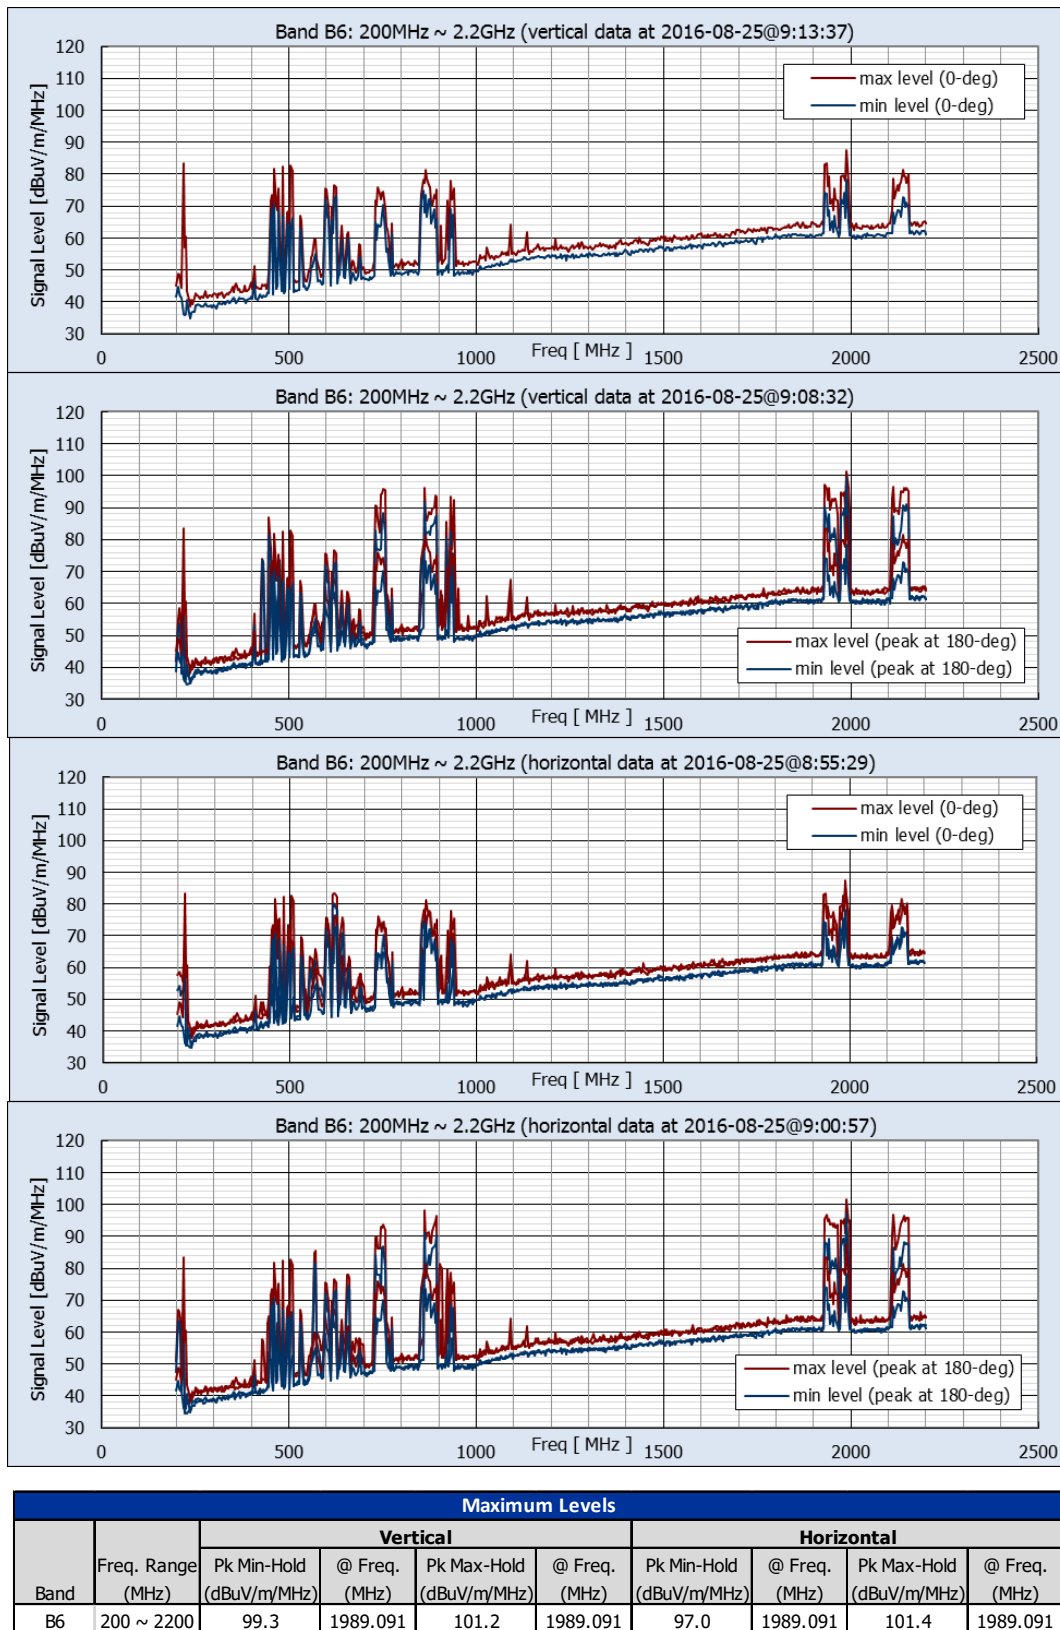 Band B6: 200MHz ~ 2.2GHz (vertical data at 2016-08-25@9:13:37)
120
110
100
90
80
70
60
50
40
30
Signal Level [dBuV/m/MHz]
max level (0-deg)
min level (0-deg)
0 500 1000 1500 2000 2500
Freq [ MHz ]
Band B6: 200MHz ~ 2.2GHz (vertical data at 2016-08-25@9:08:32)
120
110
100
90
80
70
60
50
40
30
Signal Level [dBuV/m/MHz]
max level (peak at 180-deg)
min level (peak at 180-deg)
0 500 1000 1500 2000 2500
Freq [ MHz ]
Band B6: 200MHz ~ 2.2GHz (horizontal data at 2016-08-25@8:55:29)
120
110
100
90
80
70
60
50
40
30
Signal Level [dBuV/m/MHz]
max level (0-deg)
min level (0-deg)
0 500 1000 1500 2000 2500
Freq [ MHz ]
Band B6: 200MHz ~ 2.2GHz (horizontal data at 2016-08-25@9:00:57)
120
110
100
90
80
70
60
50
40
30
Signal Level [dBuV/m/MHz]
max level (peak at 180-deg)
min level (peak at 180-deg)
0 500 1000 1500 2000 2500
Freq [ MHz ]
Maximum Levels
Vertical Horizontal
Freq. Range Pk Min-Hold @ Freq. Pk Max-Hold @ Freq. Pk Min-Hold @ Freq. Pk Max-Hold @ Freq.
Band (MHz) (dBuV/m/MHz) (MHz) (dBuV/m/MHz) (MHz) (dBuV/m/MHz) (MHz) (dBuV/m/MHz) (MHz)
B6 200 ~ 2200 99.3 1989.091 101.2 1989.091 97.0 1989.091 101.4 1989.091